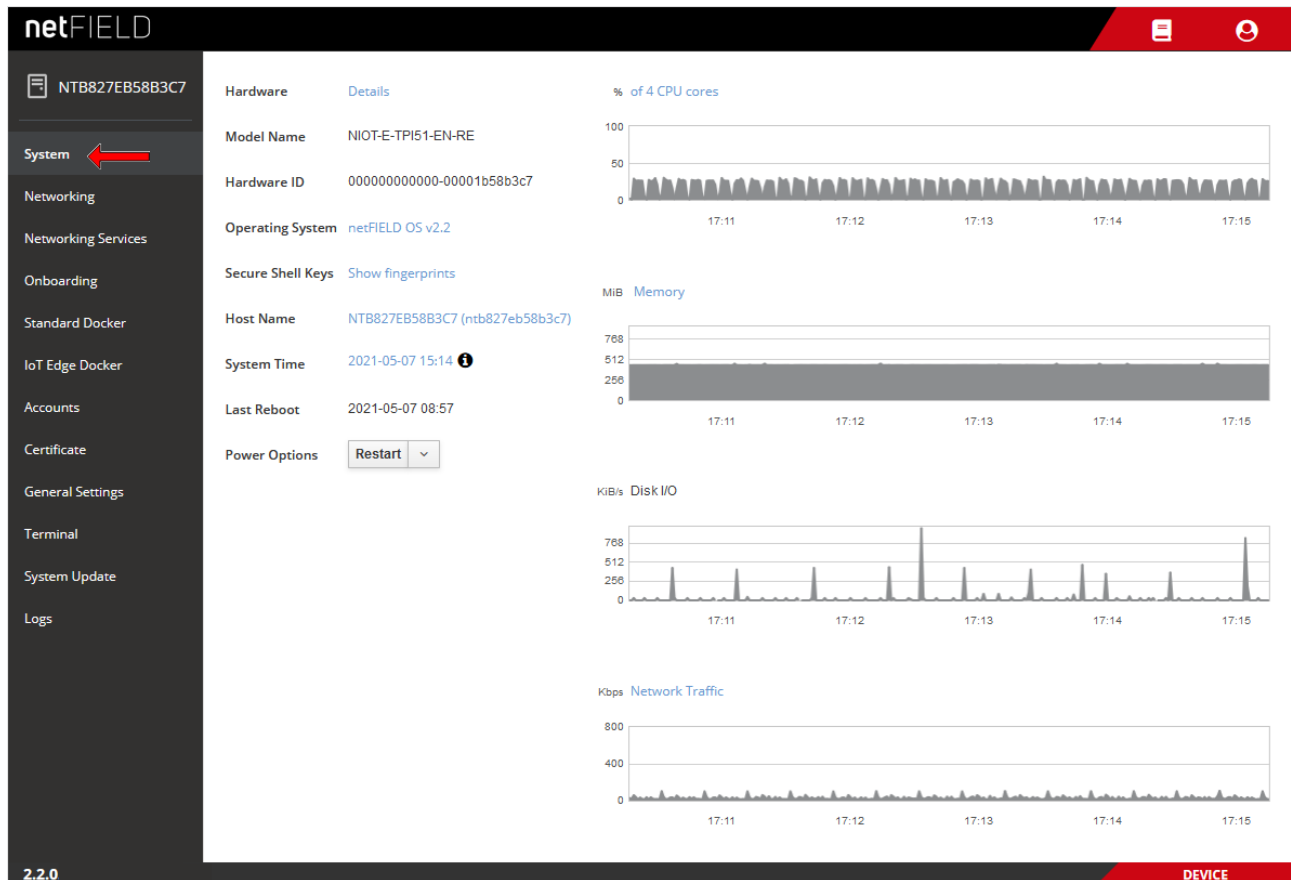 netFIELD
NTB827EB58B3C7
System
Networking
Networking Services
Onboarding
Standard Docker
IoT Edge Docker
Accounts
Certificate
General Settings
Terminal
System Update
Logs
2.2.0
Hardware Details
Model Name NIOT-E-TPI51-EN-RE
Hardware ID 000000000000-00001b58b3c7
Operating System netFIELD OS v2.2
Secure Shell Keys Show fingerprints
Host Name NTB827EB58B3C7 (ntb827eb58b3c7)
System Time 2021-05-07 15:14
Last Reboot 2021-05-07 08:57
Power Options Restart
% of 4 CPU cores
100
50
0
17:11 17:12 17:13 17:14 17:15
MiB Memory
768
512
256
0
17:11 17:12 17:13 17:14 17:15
KiB/s Disk I/O
768
512
256
0
17:11 17:12 17:13 17:14 17:15
Kbps Network Traffic
800
400
0
17:11 17:12 17:13 17:14 17:15
DEVICE